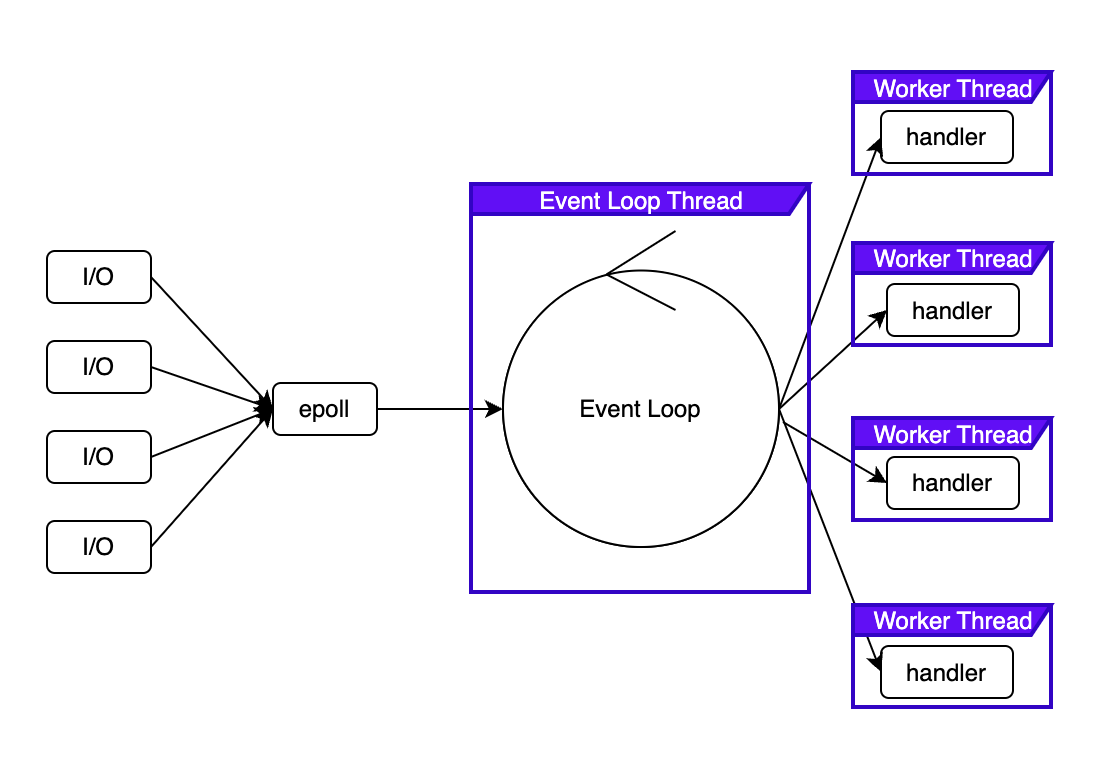 I/O
I/O
I/O
I/O
epoll
Event Loop Thread
Event Loop
Worker Thread
handler
Worker Thread
handler
Worker Thread
handler
Worker Thread
handler